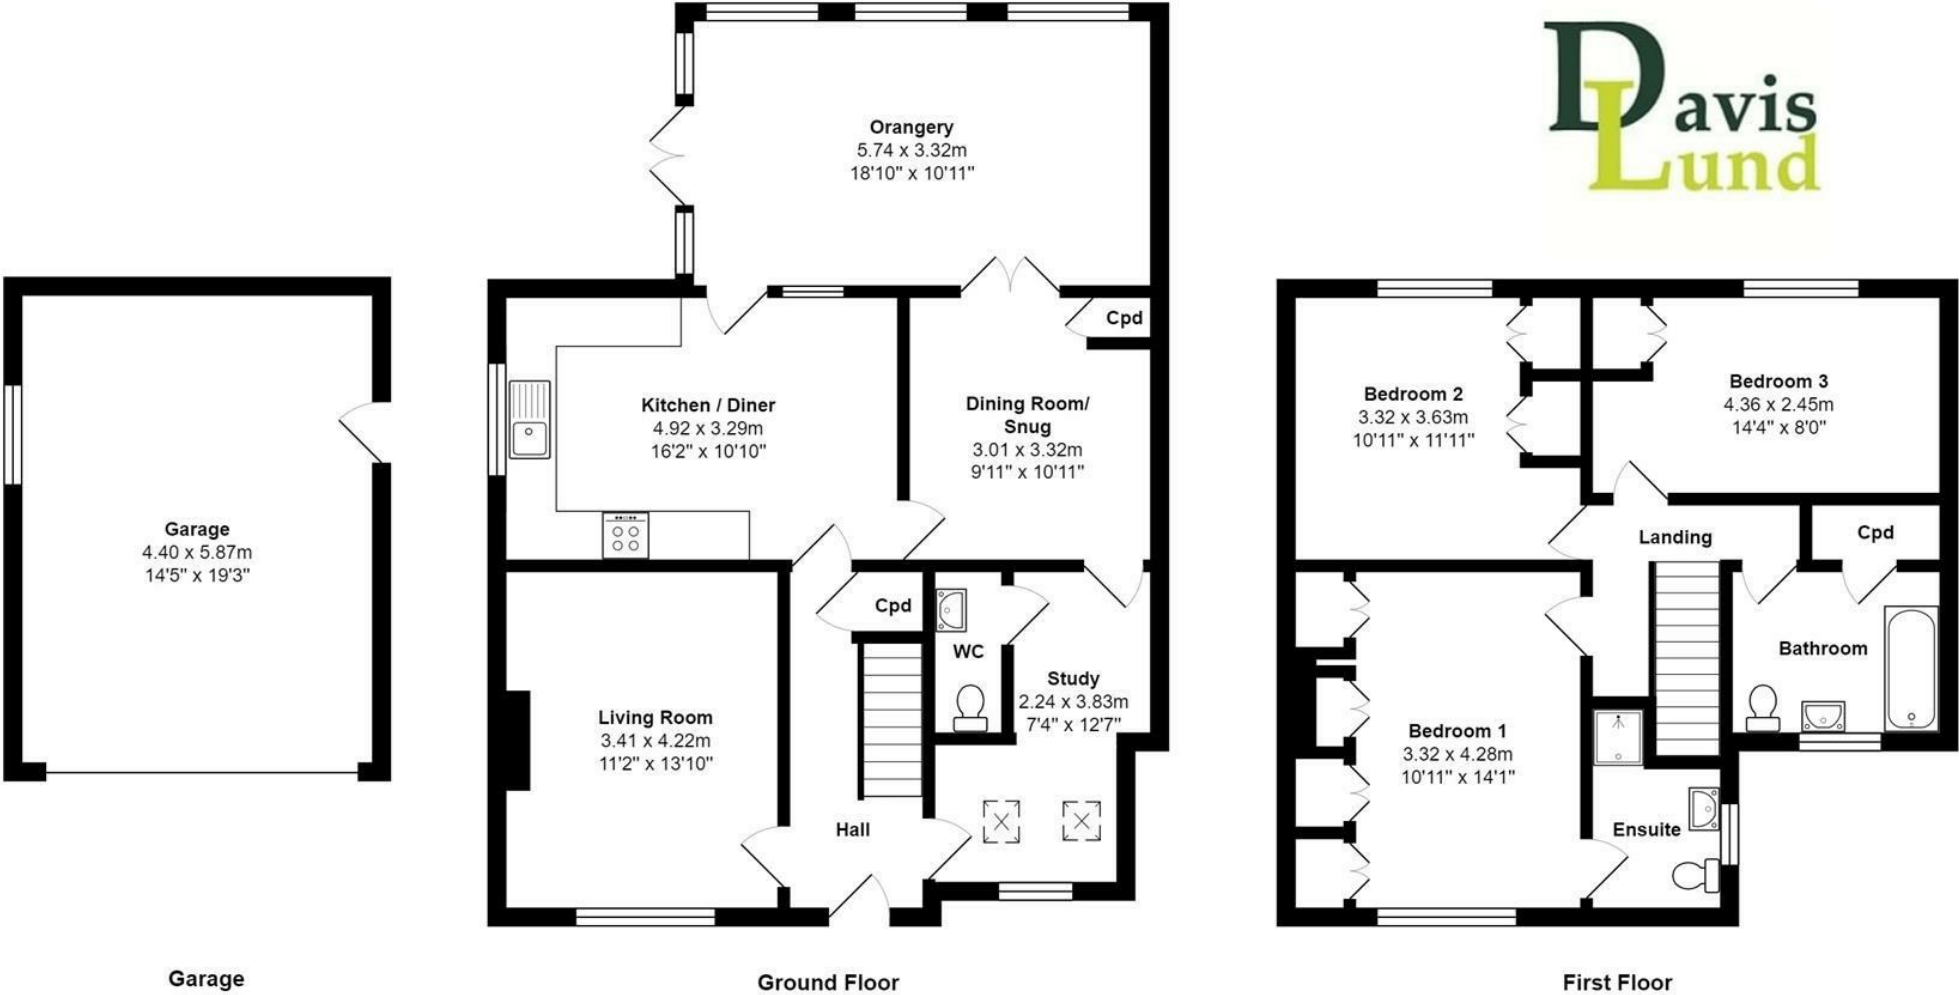 Davis
Lund
Orangery
5.74 x 3.32m
18'10" x 10'11"
Garage
4.40 x 5.87m
14'5" x 19'3"
Kitchen / Diner
4.92 x 3.29m
16'2" x 10'10"
Dining Room/
Snug
3.01 x 3.32m
9'11" x 10'11"
Cpd
Living Room
3.41 x 4.22m
11'2" x 13'10"
Cpd
WC
Study
2.24 x 3.83m
7'4" x 12'7"
Hall
Bedroom 2
3.32 x 3.63m
10'11" x 11'11"
Bedroom 3
4.36 x 2.45m
14'4" x 8'0"
Landing
Cpd
Bathroom
Bedroom 1
3.32 x 4.28m
10'11" x 14'1"
Ensuite
Garage
Ground Floor
First Floor